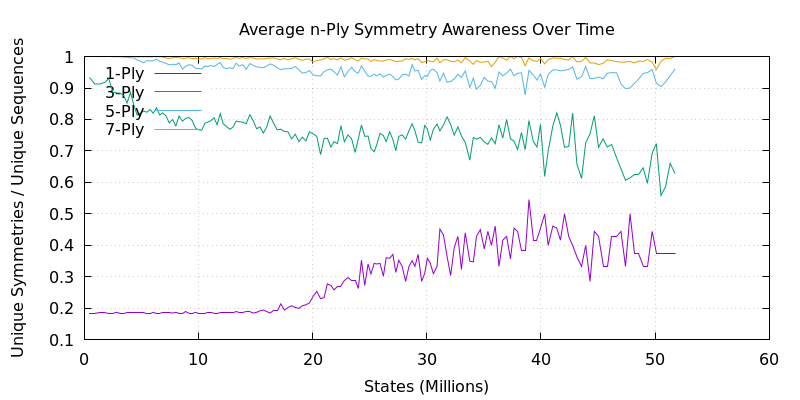 Average n-Ply Symmetry Awareness Over Time
Unique Symmetries / Unique Sequences
1
0.9
0.8
0.7
0.6
0.5
0.4
0.3
0.2
0.1
1-Ply
3-Ply
5-Ply
7-Ply
0 10 20 30 40 50 60
States (Millions)